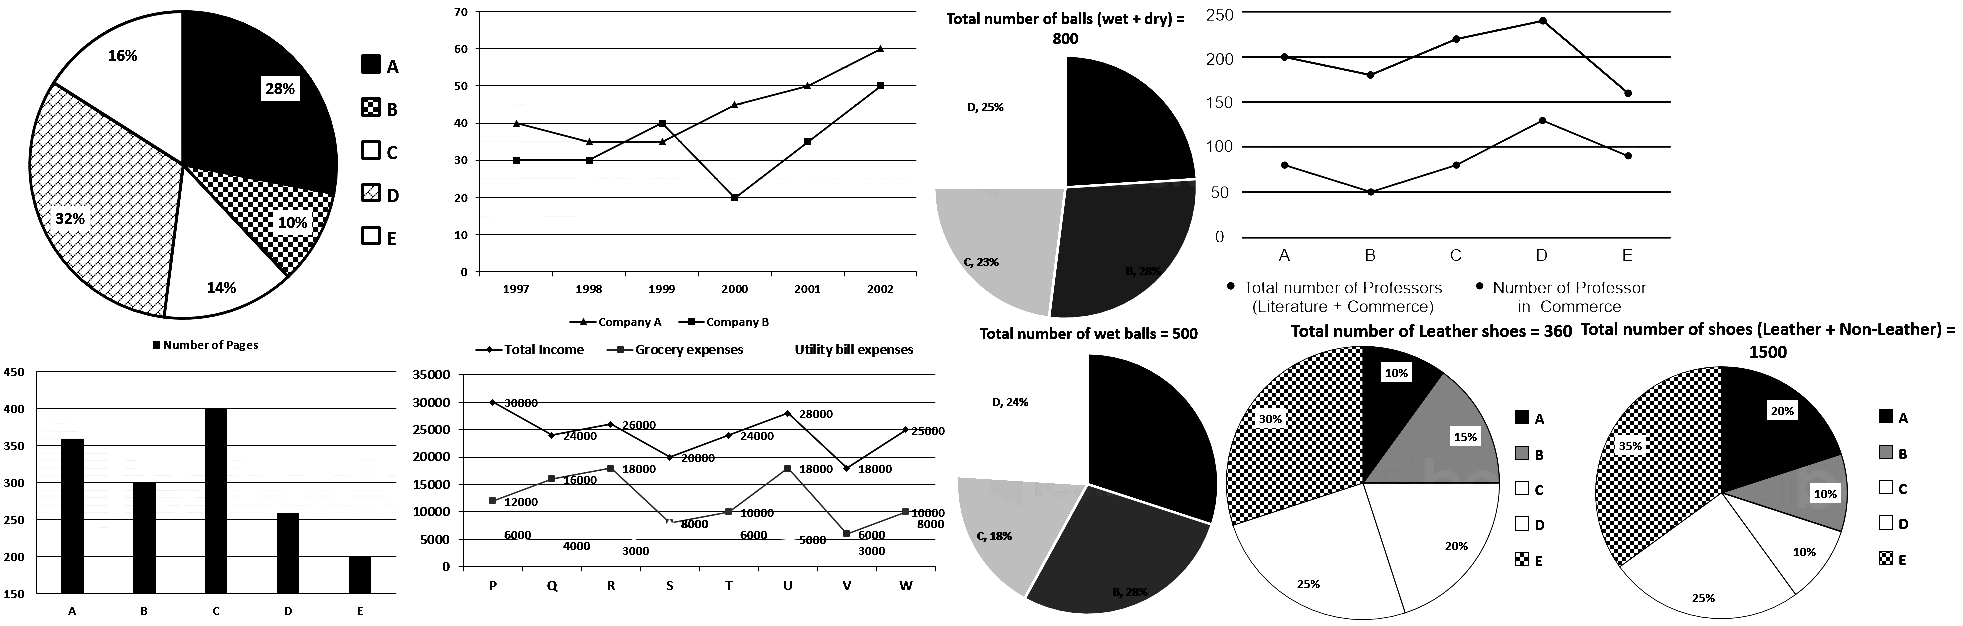 16%
28%
10%
14%
32%
A
B
C
D
E
70
60
50
40
30
20
10
0
1997 1998 1999 2000 2001 2002
Company A Company B
Total number of balls (wet + dry) =
800
D, 25%
C, 23%
B, 28%
250
200
150
100
50
0
A B C D E
Total number of Professors
(Literature + Commerce)
Number of Professor
in Commerce
Number of Pages
450
400
350
300
250
200
150
A B C D E
Total Income Grocery expenses Utility bill expenses
35000
30000
25000
20000
15000
10000
5000
0
30000
24000
26000
20000
24000
28000
18000
25000
12000
16000
18000
8000
10000
18000
6000
10000
6000
4000
3000
6000
5000
3000
8000
P Q R S T U V W
Total number of wet balls = 500
D, 24%
C, 18%
B, 28%
Total number of Leather shoes = 360
10%
15%
20%
25%
30%
A
B
C
D
E
Total number of shoes (Leather + Non-Leather) =
1500
20%
10%
10%
25%
35%
A
B
C
D
E